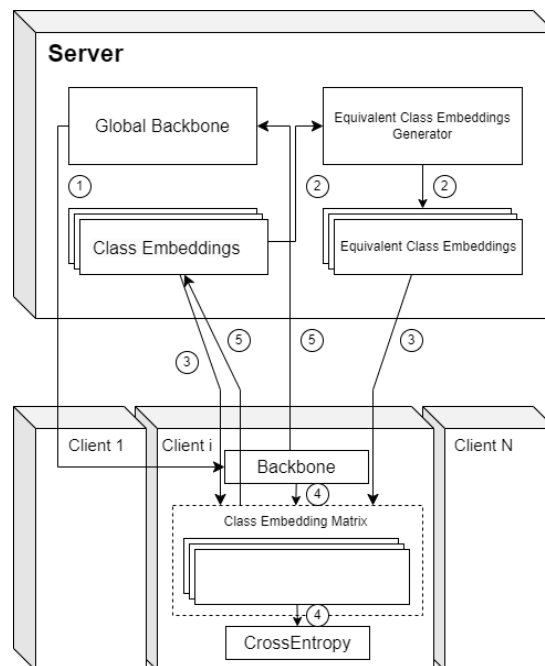 Server
Global Backbone
Equivalent Class Embeddings
Generator
1
2
2
Class Embeddings
Equivalent Class Embeddings
3
5
5
3
Client 1
Client i
Client N
Backbone
4
Class Embedding Matrix
4
CrossEntropy